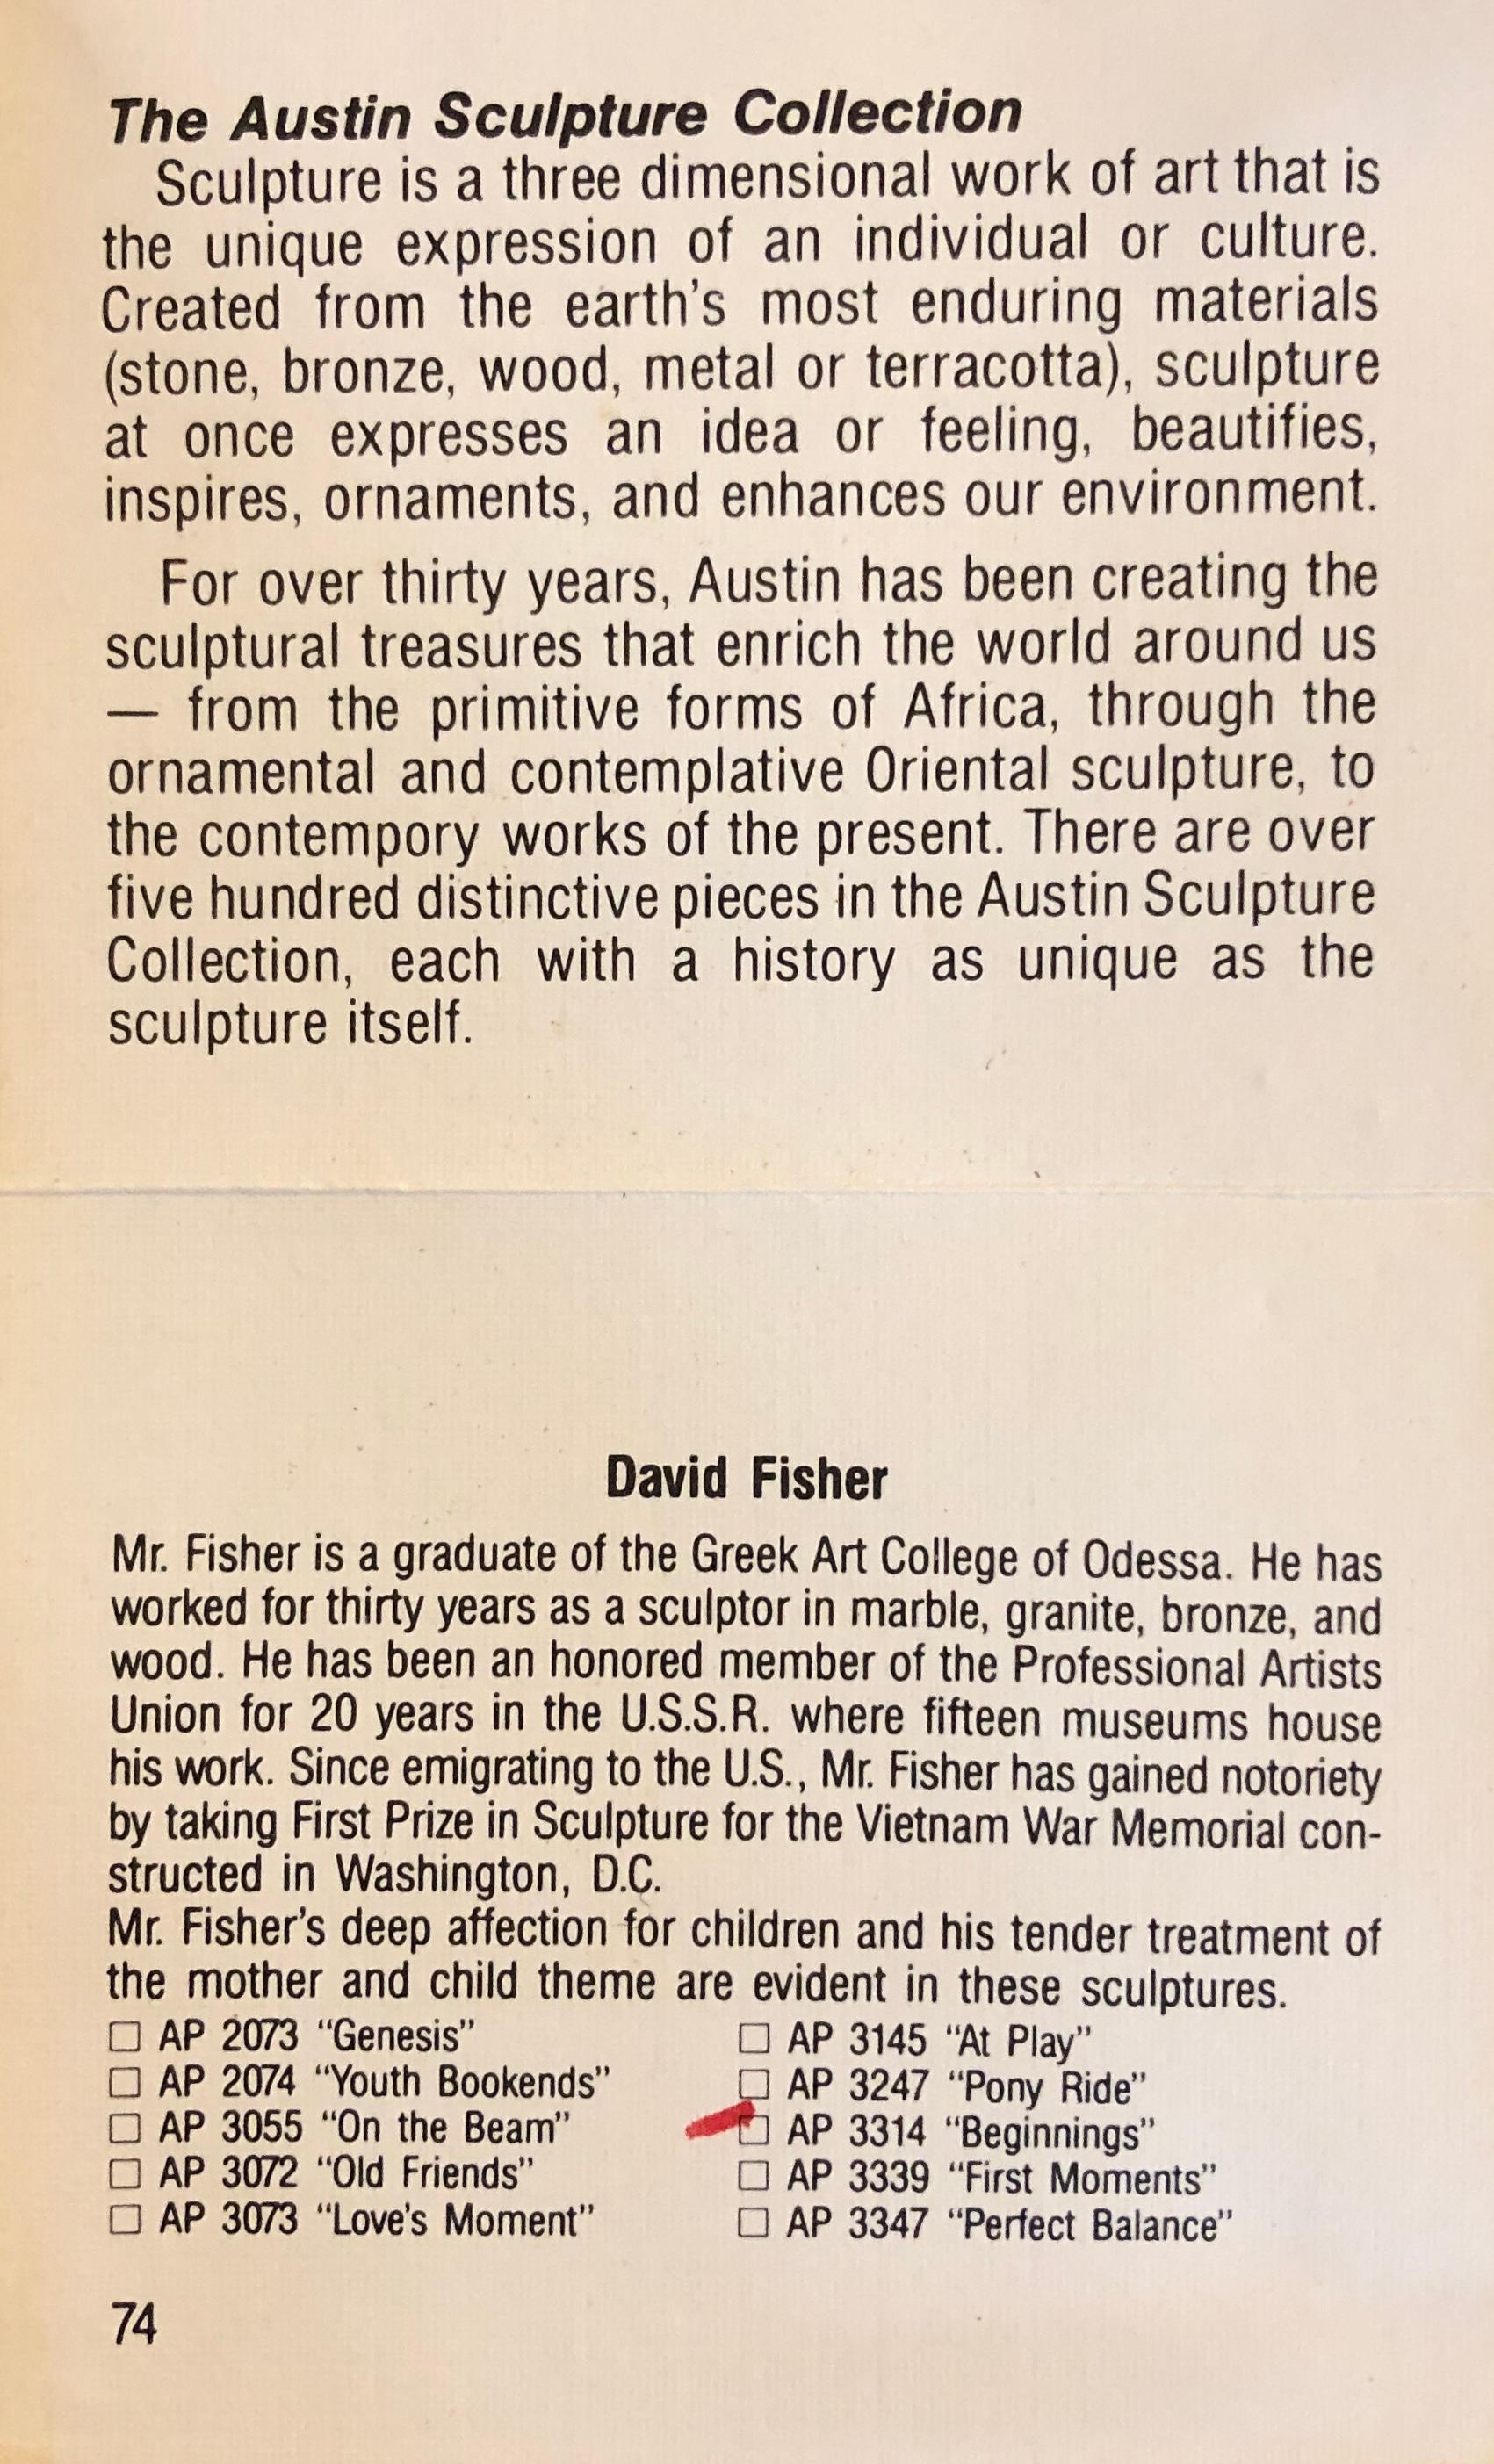 The Austin Sculpture Collection
Sculpture is a three dimensional work of art that is
the unique expression of an individual or culture.
Created from the earth's most enduring materials
(stone, bronze, wood, metal or terracotta), sculpture
at once expresses an idea or feeling, beautifies,
inspires, ornaments, and enhances our environment.
For over thirty years, Austin has been creating the
sculptural treasures that enrich the world around us
— from the primitive forms of Africa, through the
ornamental and contemplative Oriental sculpture, to
the contempory works of the present. There are over
five hundred distinctive pieces in the Austin Sculpture
Collection, each with a history as unique as the
sculpture itself.
David Fisher
Mr. Fisher is a graduate of the Greek Art College of Odessa. He has
worked for thirty years as a sculptor in marble, granite, bronze, and
wood. He has been an honored member of the Professional Artists
Union for 20 years in the U.S.S.R. where fifteen museums house
his work. Since emigrating to the U.S., Mr. Fisher has gained notoriety
by taking First Prize in Sculpture for the Vietnam War Memorial con-
structed in Washington, D.C.
Mr. Fisher's deep affection for children and his tender treatment of
the mother and child theme are evident in these sculptures.
☐ AP 2073 “Genesis”
☐ AP 2074 “Youth Bookends”
☐ AP 3055 “On the Beam”
☐ AP 3072 “Old Friends”
☐ AP 3073 “Love's Moment”
☐ AP 3145 “At Play”
☐ AP 3247 “Pony Ride”
☐ AP 3314 “Beginnings”
☐ AP 3339 “First Moments”
☐ AP 3347 “Perfect Balance”
74